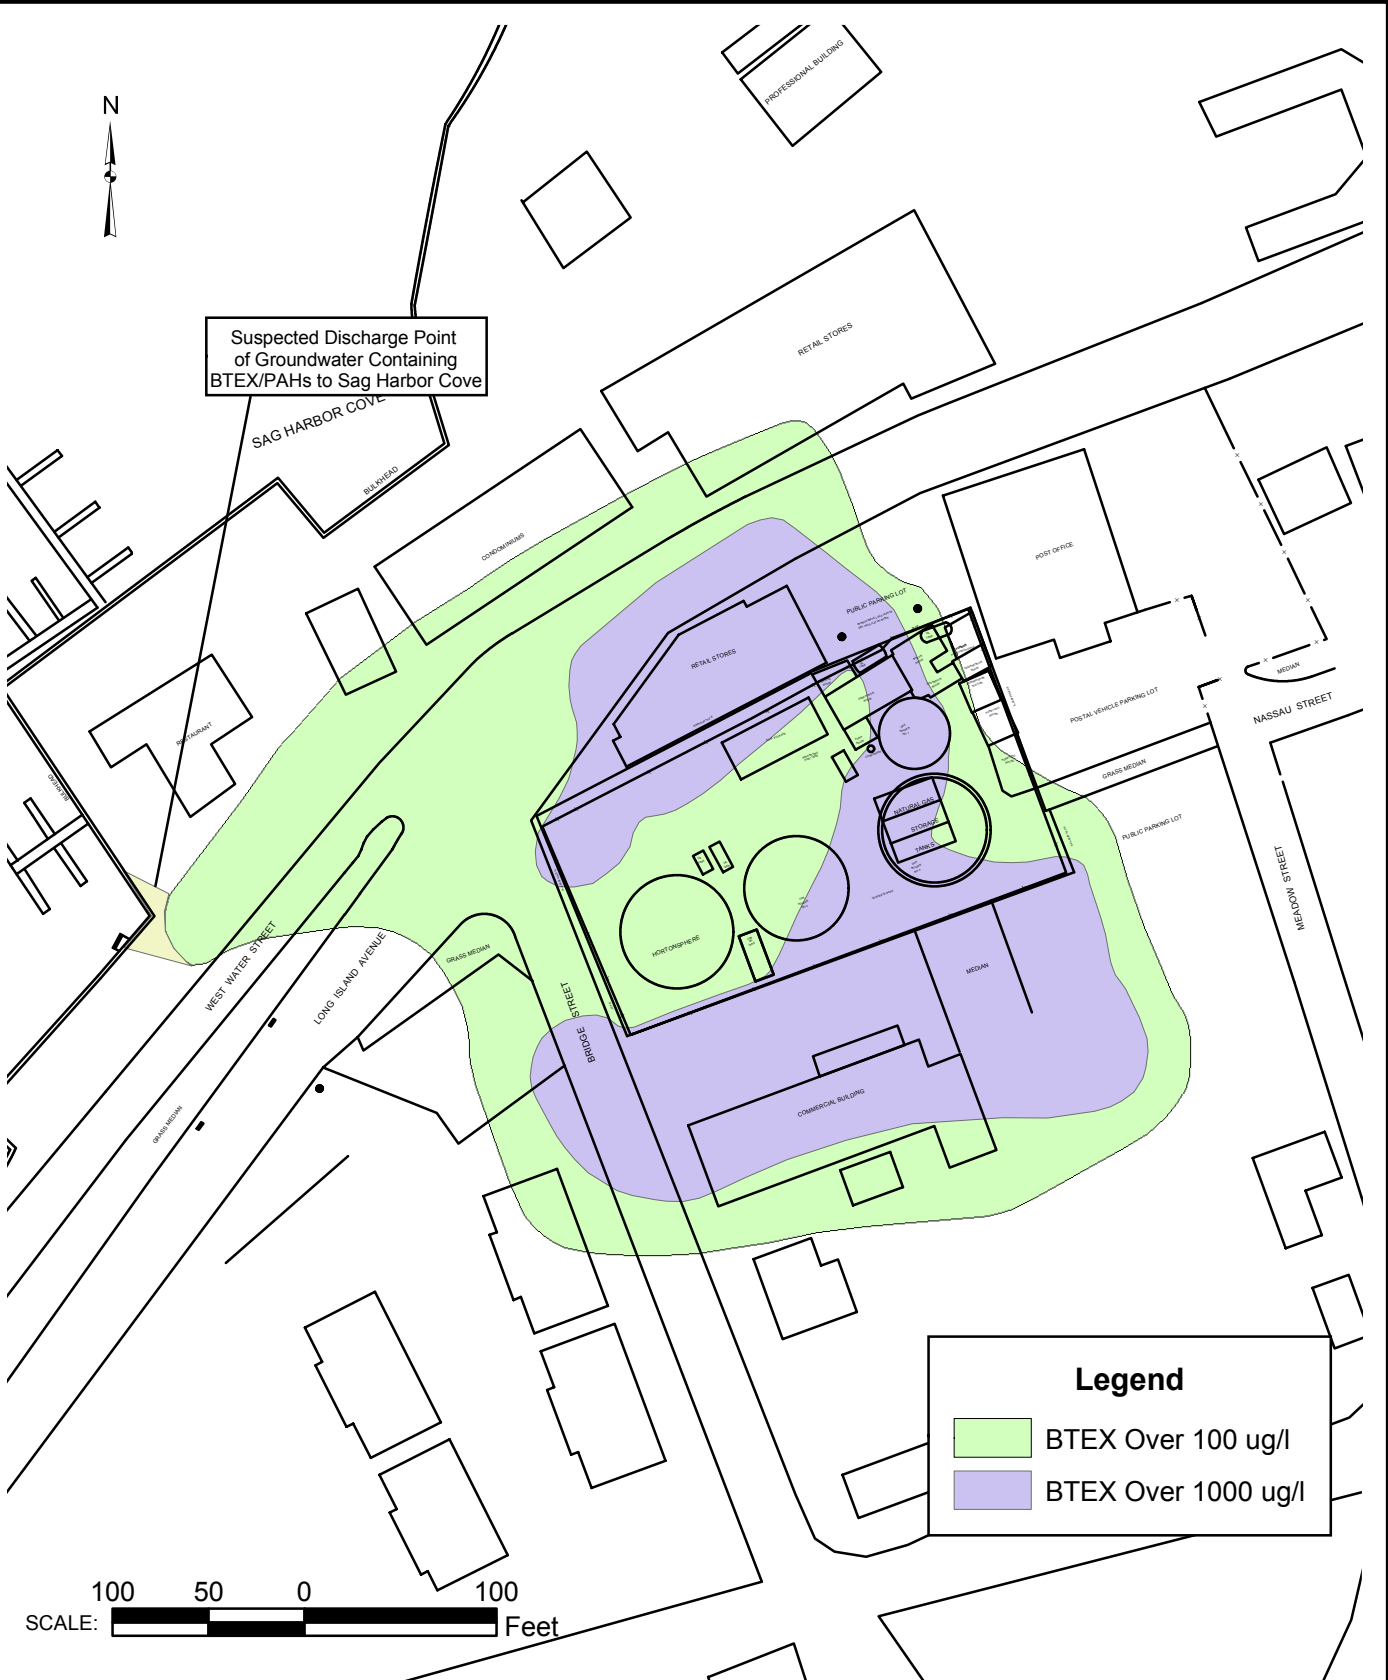 PROFESSIONAL BUILDING
N
RETAIL STORES
Suspected Discharge Point
of Groundwater Containing
BTEX/PAHs to Sag Harbor Cove
SAG HARBOR COVE
BULKHEAD
CONDOMINIUMS
POST OFFICE
PUBLIC PARKING LOT
RETAIL STORES
MEDIAN
POSTAL VEHICLE PARKING LOT
NASSAU STREET
RESTAURANT
BULKHEAD
GRASS MEDIAN
NATURAL GAS
STORAGE
TANKS
PUBLIC PARKING LOT
MEADOW STREET
WEST WATER STREET
LONG ISLAND AVENUE
GRASS MEDIAN
HORTONSPHERE
MEDIAN
BRIDGE STREET
COMMERCIAL BUILDING
GRASS MEDIAN
Legend
BTEX Over 100 ug/l
BTEX Over 1000 ug/l
100 50 0 100
SCALE: Feet